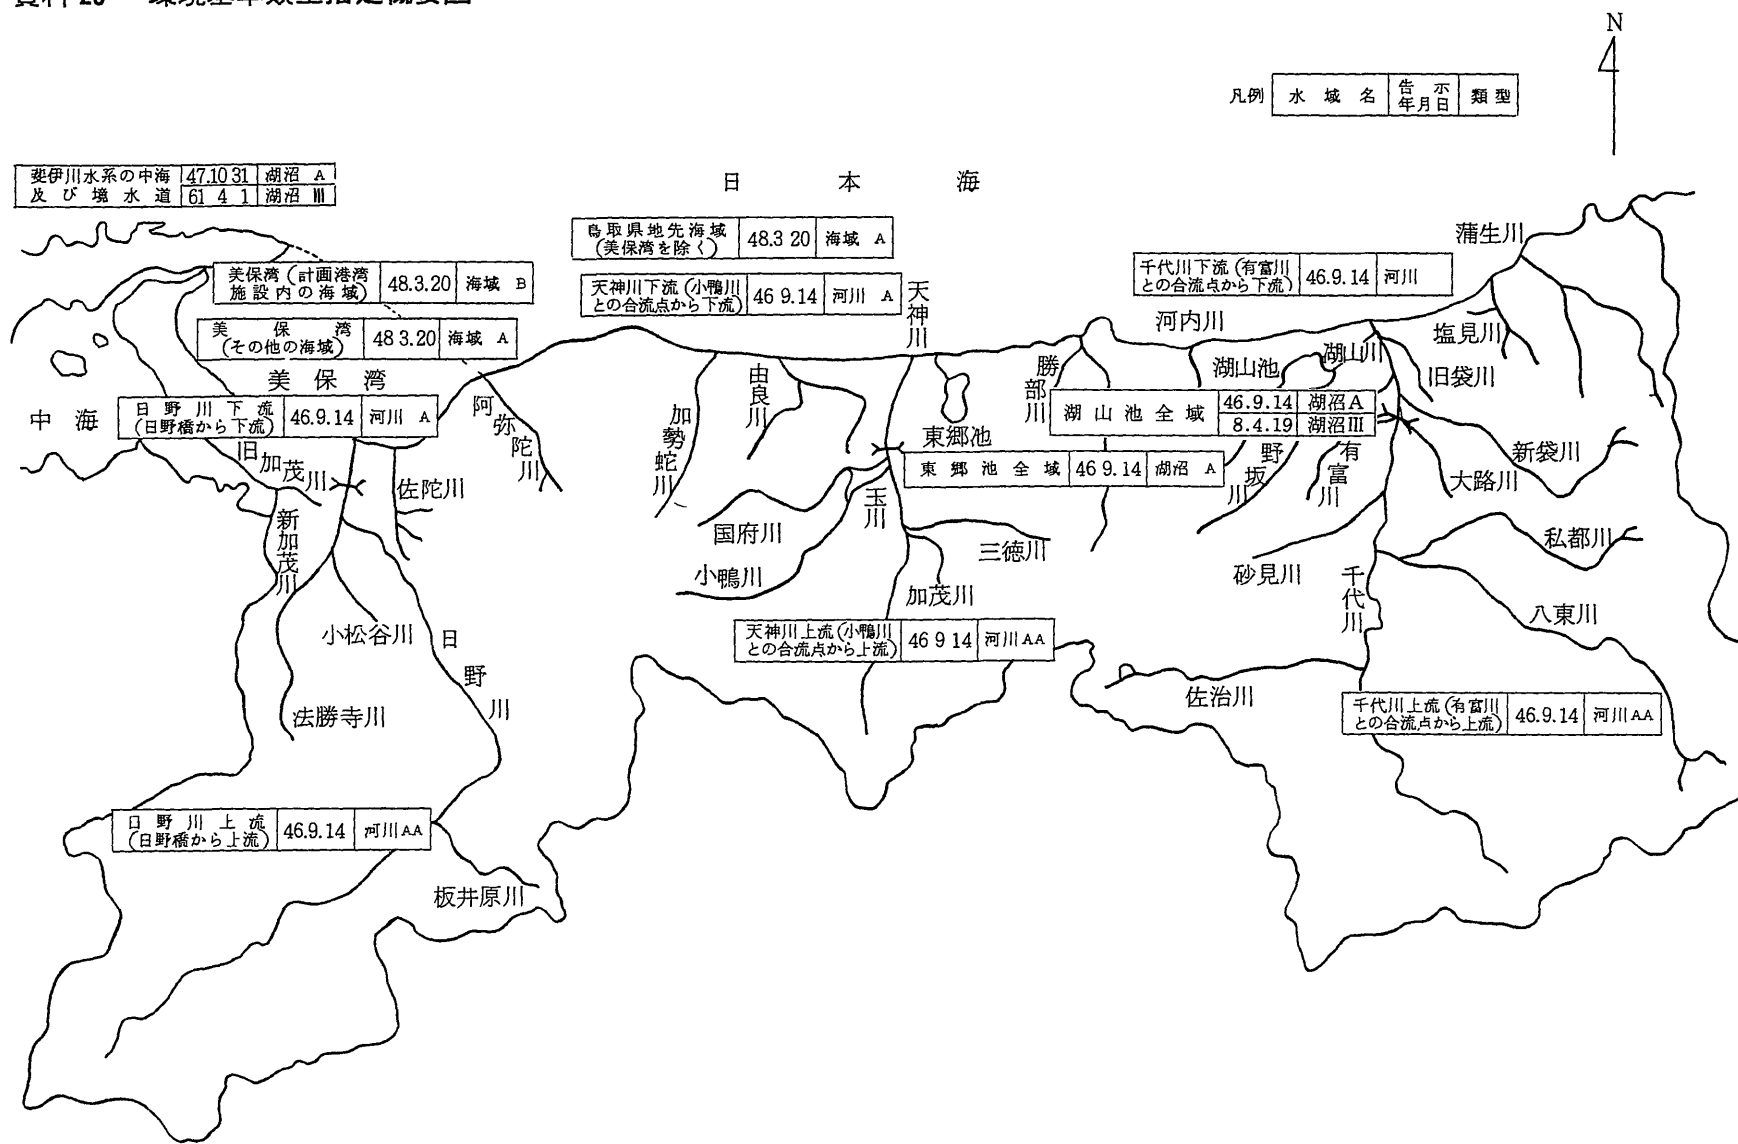 N
凡例 水域名 告示年月日 類型
斐伊川水系の中海 47.10 31 湖沼 A
及び境水道 61 4 1 湖沼 III
日本海
鳥取県地先海域 48.3 20 海域 A
(美保湾を除く)
蒲生川
美保湾(計画港湾 48.3.20 海域 B
施設内の海域)
天神川下流(小鴨川 46 9.14 河川 A
との合流点から下流)
天神川
千代川下流(有富川 46.9.14 河川
との合流点から下流)
美保湾 48 3.20 海域 A
(その他の海域)
河内川
塩見川
湖山川
湖山池
旧袋川
美保湾
中海
日野川下流 46.9.14 河川 A
(日野橋から下流)
阿弥陀川
加勢蛇川
由良川
勝部川
湖山池全域 46.9.14 湖沼A
8.4.19 湖沼III
東郷池
東郷池全域 46 9.14 湖沼 A
野坂川
有富川
新袋川
大路川
旧加茂川
佐陀川
新加茂川
玉川
国府川
三徳川
小鴨川
加茂川
砂見川
千代川
私都川
八東川
小松谷川
日野川
天神川上流(小鴨川 46 9 14 河川 AA
との合流点から上流)
法勝寺川
佐治川
千代川上流(有富川 46.9.14 河川 AA
との合流点から上流)
日野川上流 46.9.14 河川 AA
(日野橋から上流)
板井原川